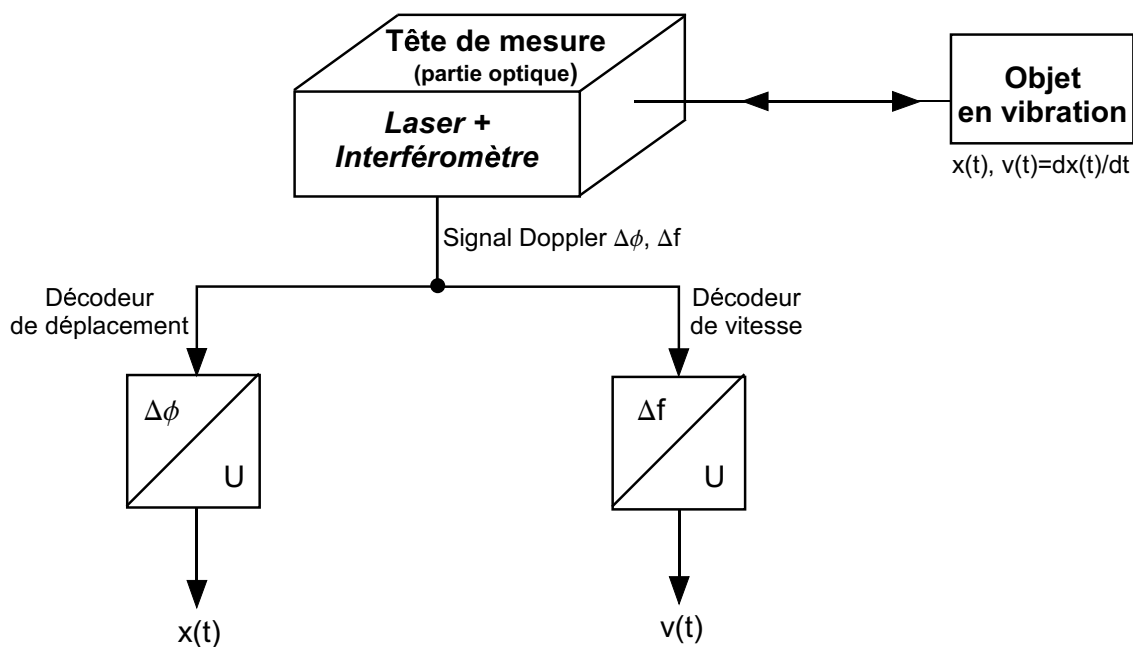 Tête de mesure
(partie optique)
Laser +
Interféromètre
Objet
en vibration
x(t), v(t)=dx(t)/dt
Signal Doppler Δϕ, Δf
Décodeur
de déplacement
Décodeur
de vitesse
Δϕ
U
Δf
U
x(t)
v(t)